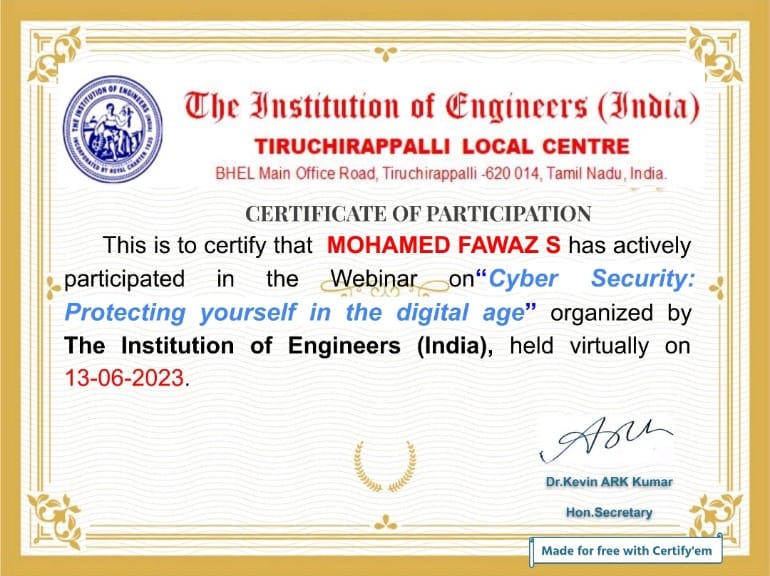 The Institution of Engineers (India)
TIRUCHIRAPPALLI LOCAL CENTRE
BHEL Main Office Road, Tiruchirappalli -620 014, Tamil Nadu, India.
THE INSTITUTION OF ENGINEERS (INDIA)
INCORPORATED BY ROYAL CHARTER 1935
CERTIFICATE OF PARTICIPATION
This is to certify that MOHAMED FAWAZ S has actively
participated in the Webinar on“Cyber Security:
Protecting yourself in the digital age” organized by
The Institution of Engineers (India), held virtually on
13-06-2023.
Dr.Kevin ARK Kumar
Hon.Secretary
Made for free with Certify'em